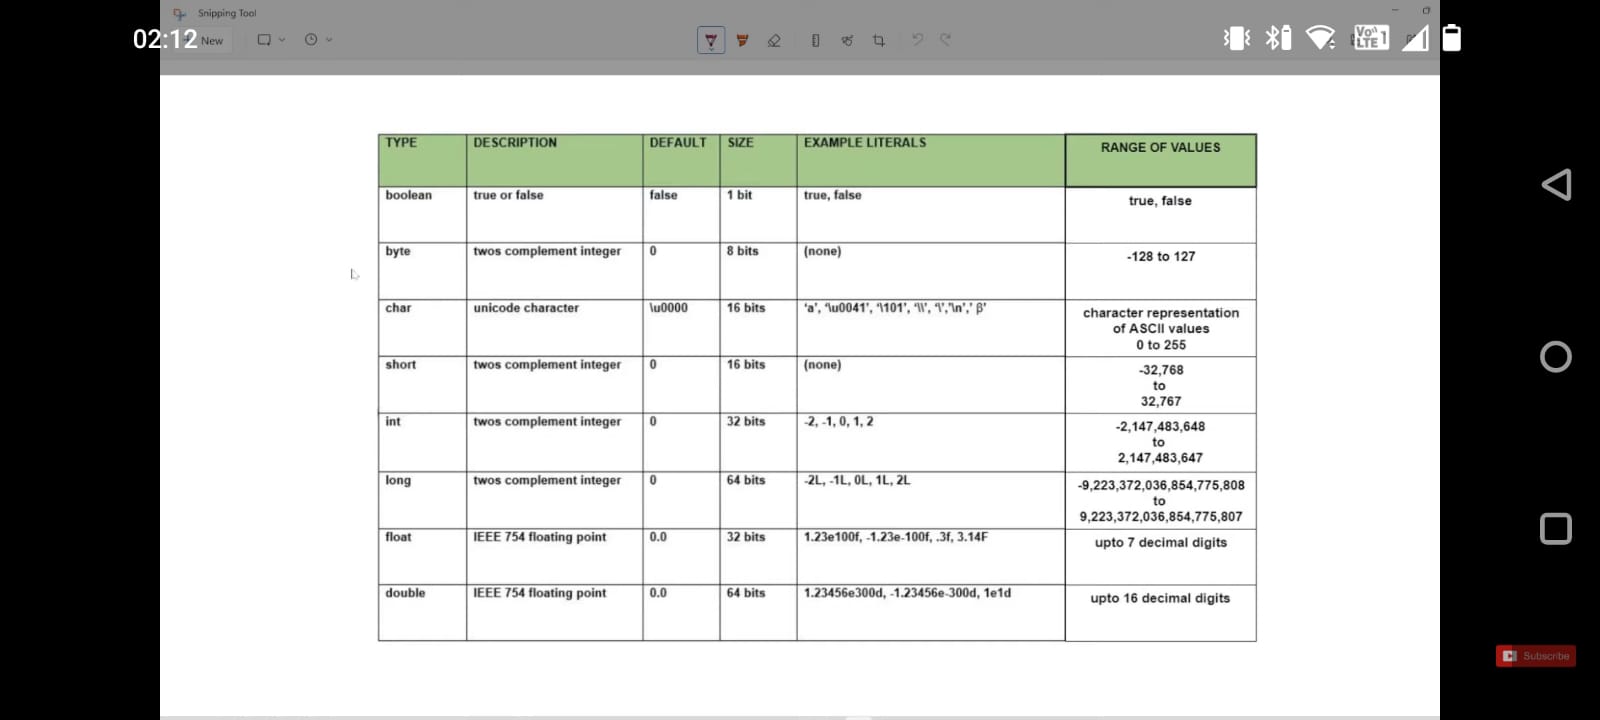 Snipping Tool
02:12
New
Vo
LTE 1
TYPE DESCRIPTION DEFAULT SIZE EXAMPLE LITERALS RANGE OF VALUES
boolean true or false false 1 bit true, false true, false
byte twos complement integer 0 8 bits (none) -128 to 127
char unicode character \u0000 16 bits 'a', '\u0041', '\101', '\\', '\','\n',' β' character representation
of ASCII values
0 to 255
short twos complement integer 0 16 bits (none) -32,768
to
32,767
int twos complement integer 0 32 bits -2, -1, 0, 1, 2 -2,147,483,648
to
2,147,483,647
long twos complement integer 0 64 bits -2L, -1L, 0L, 1L, 2L -9,223,372,036,854,775,808
to
9,223,372,036,854,775,807
float IEEE 754 floating point 0.0 32 bits 1.23e100f, -1.23e-100f, .3f, 3.14F upto 7 decimal digits
double IEEE 754 floating point 0.0 64 bits 1.23456e300d, -1.23456e-300d, 1e1d upto 16 decimal digits
Subscribe